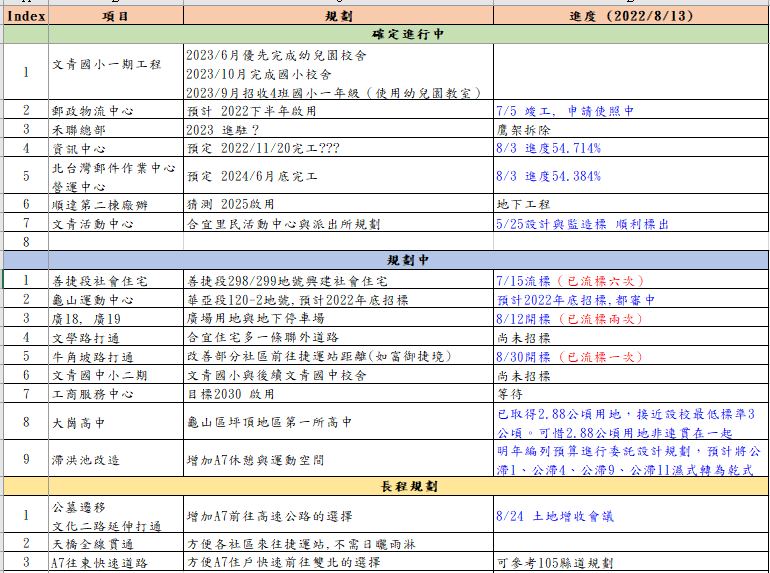 Index 項目 規劃 進度 (2022/8/13)
確定進行中
1 文青國小一期工程 2023/6月優先完成幼兒園校舍
2023/10月完成國小校舍
2023/9月招收4班國小一年級 (使用幼兒園教室)
2 郵政物流中心 預計 2022下半年啟用 7/5 竣工, 申請使照中
3 禾聯總部 2023 進駐？ 鷹架拆除
4 資訊中心 預定 2022/11/20完工??? 8/3 進度54.714%
5 北台灣郵件作業中心
營運中心 預定 2024/6月底完工 8/3 進度54.384%
6 順達第二棟廠辦 猜測 2025啟用 地下工程
7 文青活動中心 合宜里民活動中心與派出所規劃 5/25設計與監造標 順利標出
8
規劃中
1 善捷段社會住宅 善捷段298/299地號興建社會住宅 7/15流標 (已流標六次)
2 龜山運動中心 華亞段120-2地號,預計2022年底招標 預計2022年底招標,都審中
3 廣18, 廣19 廣場用地與地下停車場 8/12開標 (已流標兩次)
4 文學路打通 合宜住宅多一條聯外道路 尚未招標
5 牛角坡路打通 改善部分社區前往捷運站距離(如富御捷境) 8/30開標 (已流標一次)
6 文青國中小二期 文青國小與後續文青國中校舍 尚未招標
7 工商服務中心 目標2030 啟用 等待
8 大崗高中 龜山區坪頂地區第一所高中 已取得2.88公頃用地，接近設校最低標準3
公頃。可惜2.88公頃用地非連貫在一起
9 滯洪池改造 增加A7休憩與運動空間 明年編列預算進行委託設計規劃，預計將公
滯1、公滯4、公滯9、公滯11濕式轉為乾式
長程規劃
1 公墓遷移
文化二路延伸打通 增加A7前往高速公路的選擇 8/24 土地增收會議
2 天橋全線貫通 方便各社區來往捷運站,不需日曬雨淋
3 A7往東快速道路 方便A7住戶快速前往雙北的選擇 可參考105縣道規劃